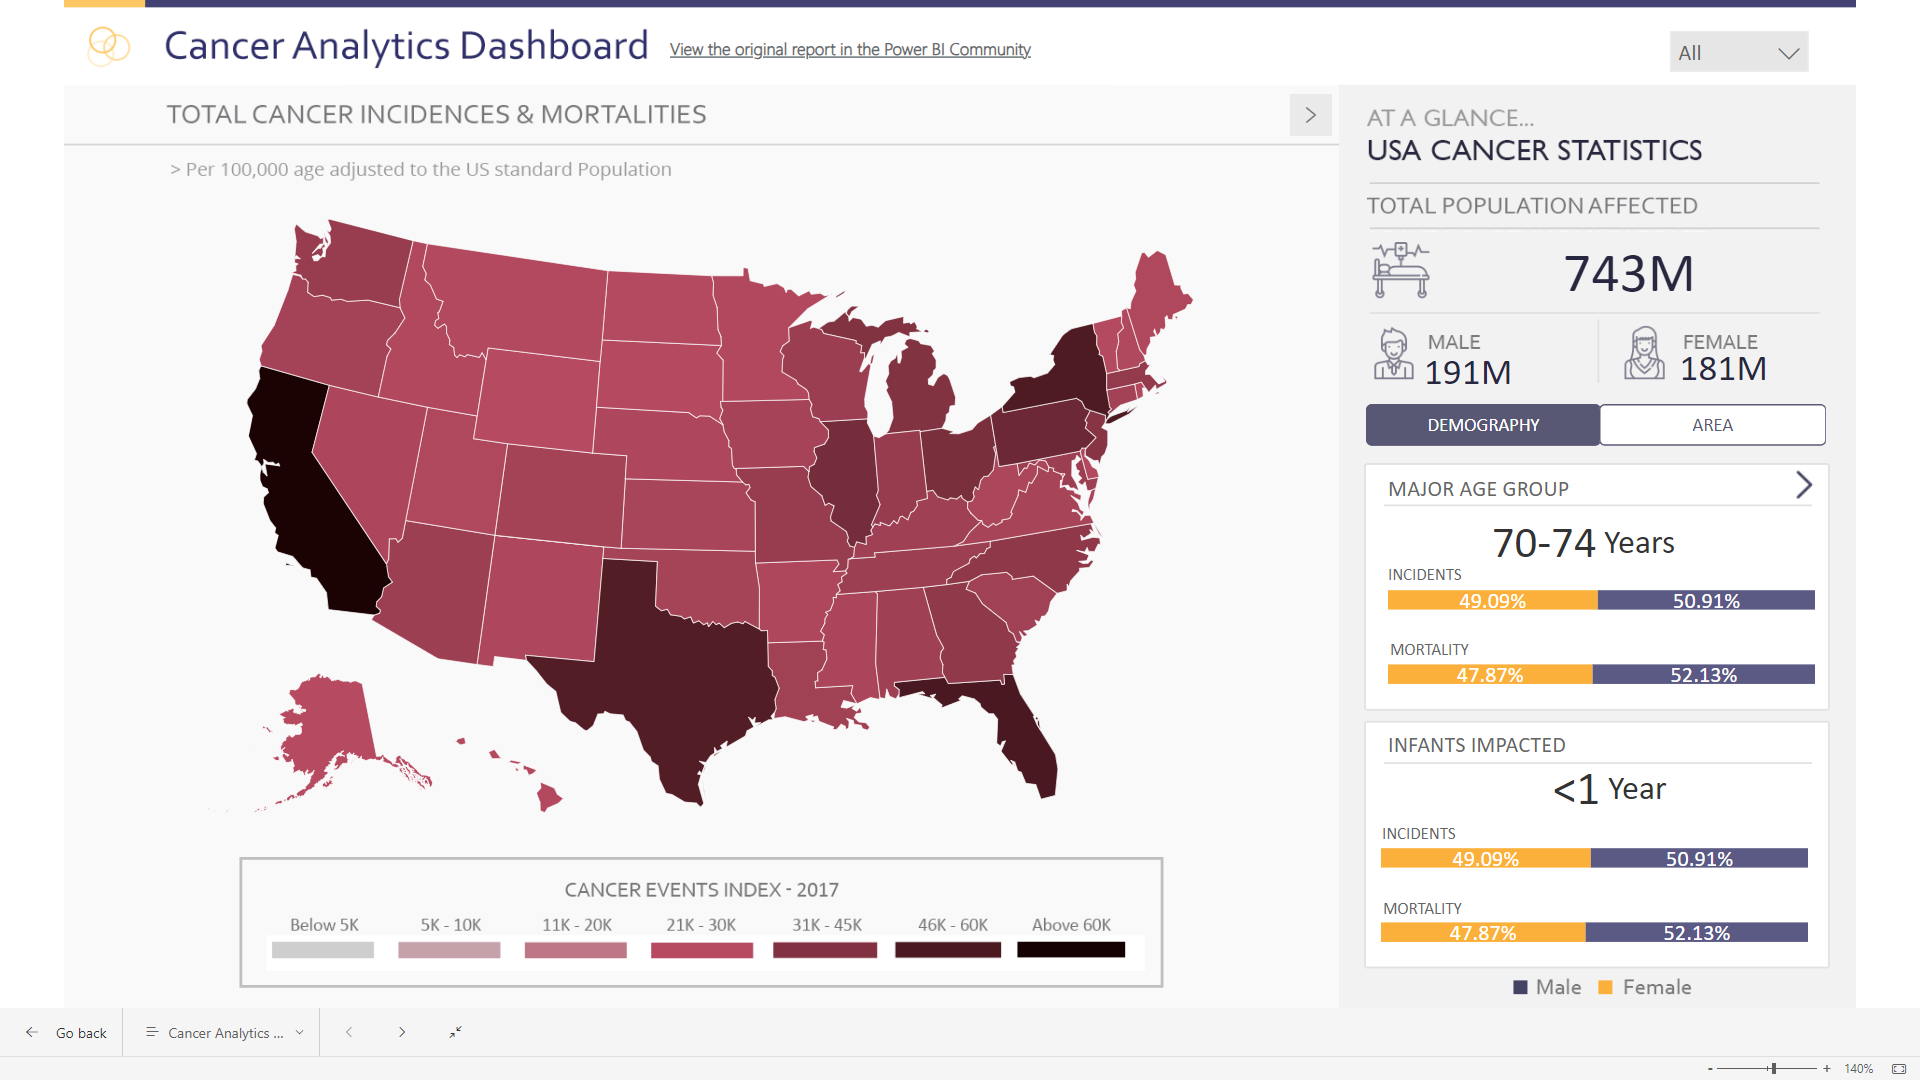 Cancer Analytics Dashboard
View the original report in the Power BI Community
All
TOTAL CANCER INCIDENCES & MORTALITIES
> Per 100,000 age adjusted to the US standard Population
CANCER EVENTS INDEX - 2017
Below 5K 5K - 10K 11K - 20K 21K - 30K 31K - 45K 46K - 60K Above 60K
AT A GLANCE...
USA CANCER STATISTICS
TOTAL POPULATION AFFECTED
743M
MALE
191M
FEMALE
181M
DEMOGRAPHY AREA
MAJOR AGE GROUP
70-74 Years
INCIDENTS
49.09% 50.91%
MORTALITY
47.87% 52.13%
INFANTS IMPACTED
<1 Year
INCIDENTS
49.09% 50.91%
MORTALITY
47.87% 52.13%
Male Female
Go back
Cancer Analytics ...
- + 140%